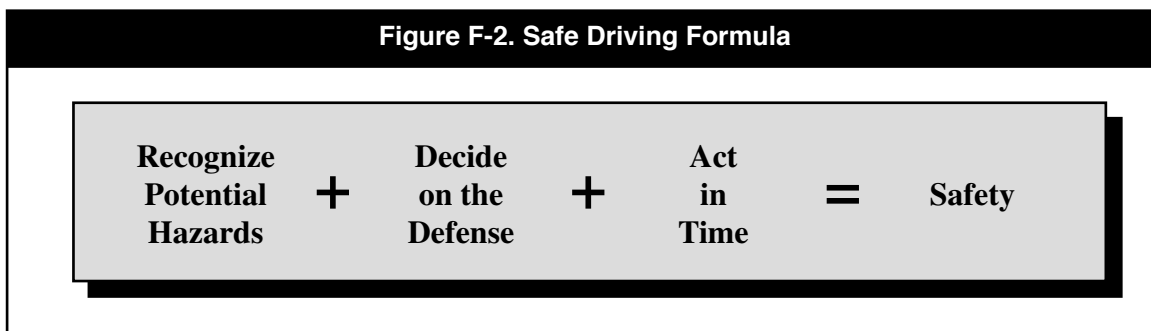 Figure F-2. Safe Driving Formula
Recognize
Potential
Hazards
+
Decide
on the
Defense
+
Act
in
Time
=
Safety